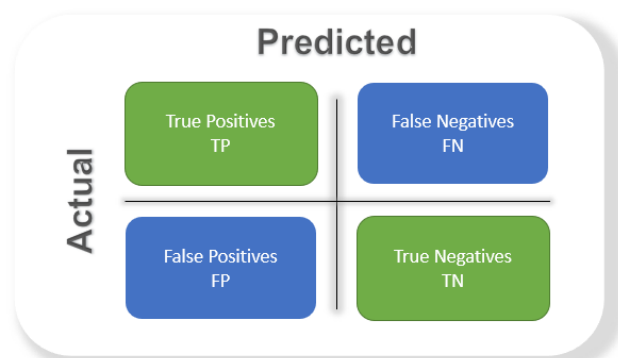 Predicted
Actual
True Positives
TP
False Negatives
FN
False Positives
FP
True Negatives
TN